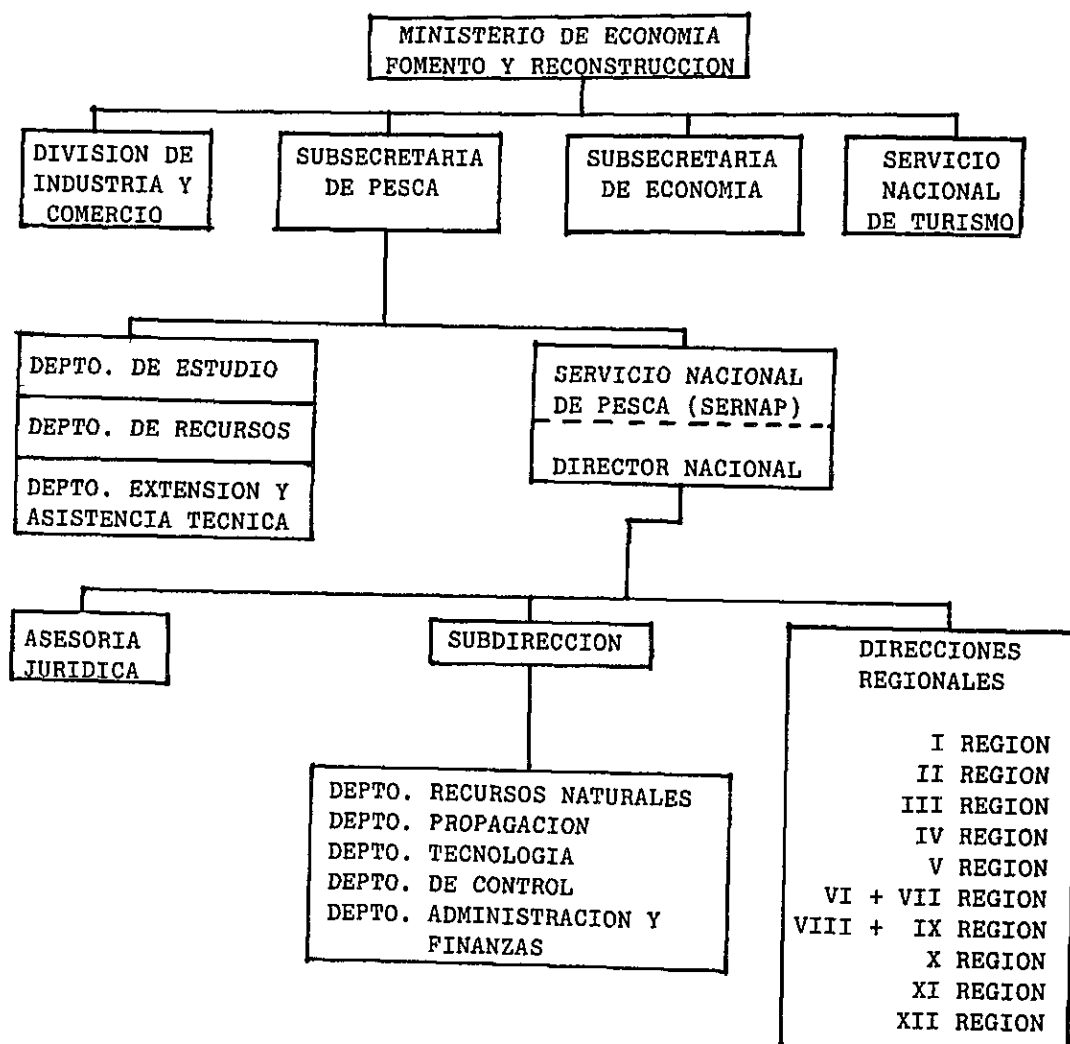 MINISTERIO DE ECONOMIA
FOMENTO Y RECONSTRUCCION
DIVISION DE
INDUSTRIA Y
COMERCIO
SUBSECRETARIA
DE PESCA
SUBSECRETARIA
DE ECONOMIA
SERVICIO
NACIONAL
DE TURISMO
DEPTO. DE ESTUDIO
DEPTO. DE RECURSOS
DEPTO. EXTENSION Y
ASISTENCIA TECNICA
SERVICIO NACIONAL
DE PESCA (SERNAP)
DIRECTOR NACIONAL
ASESORIA
JURIDICA
SUBDIRECCION
DEPTO. RECURSOS NATURALES
DEPTO. PROPAGACION
DEPTO. TECNOLOGIA
DEPTO. DE CONTROL
DEPTO. ADMINISTRACION Y
FINANZAS
DIRECCIONES
REGIONALES
I REGION
II REGION
III REGION
IV REGION
V REGION
VI + VII REGION
VIII + IX REGION
X REGION
XI REGION
XII REGION